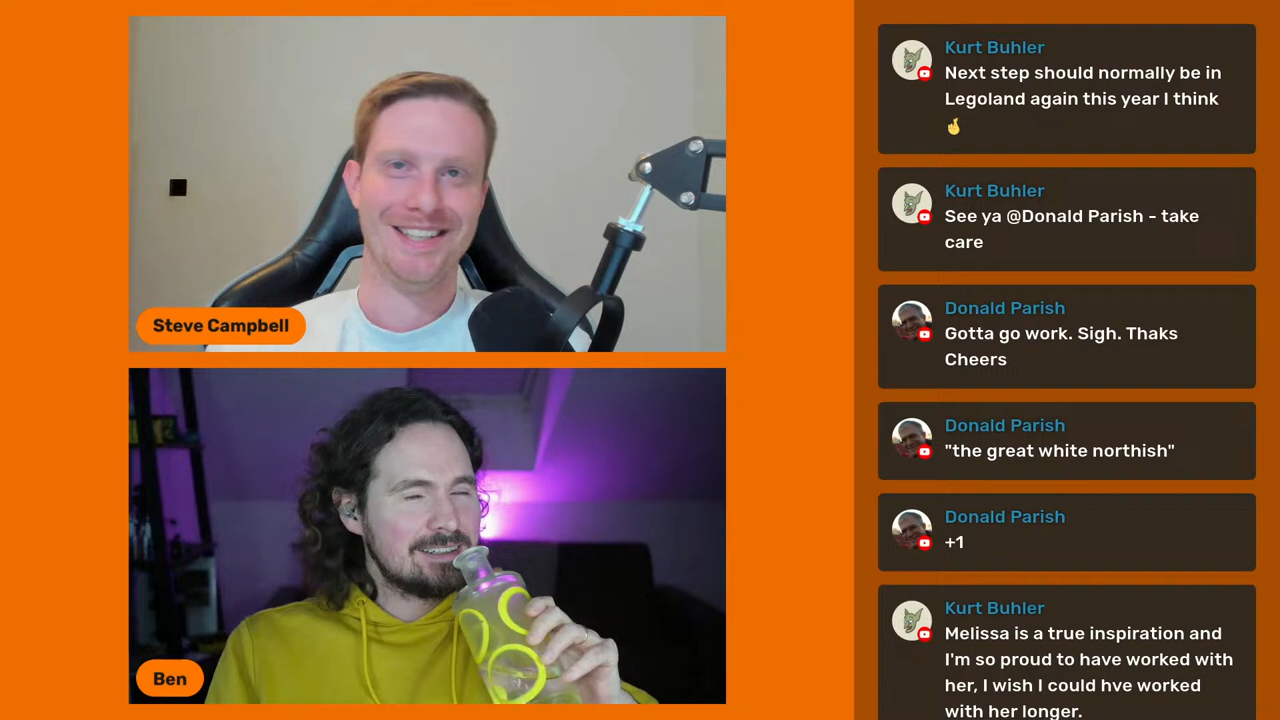 Steve Campbell
Ben
Kurt Buhler
Next step should normally be in
Legoland again this year I think
🤞
Kurt Buhler
See ya @Donald Parish - take
care
Donald Parish
Gotta go work. Sigh. Thaks
Cheers
Donald Parish
"the great white northish"
Donald Parish
+1
Kurt Buhler
Melissa is a true inspiration and
I'm so proud to have worked with
her, I wish I could hve worked
with her longer.